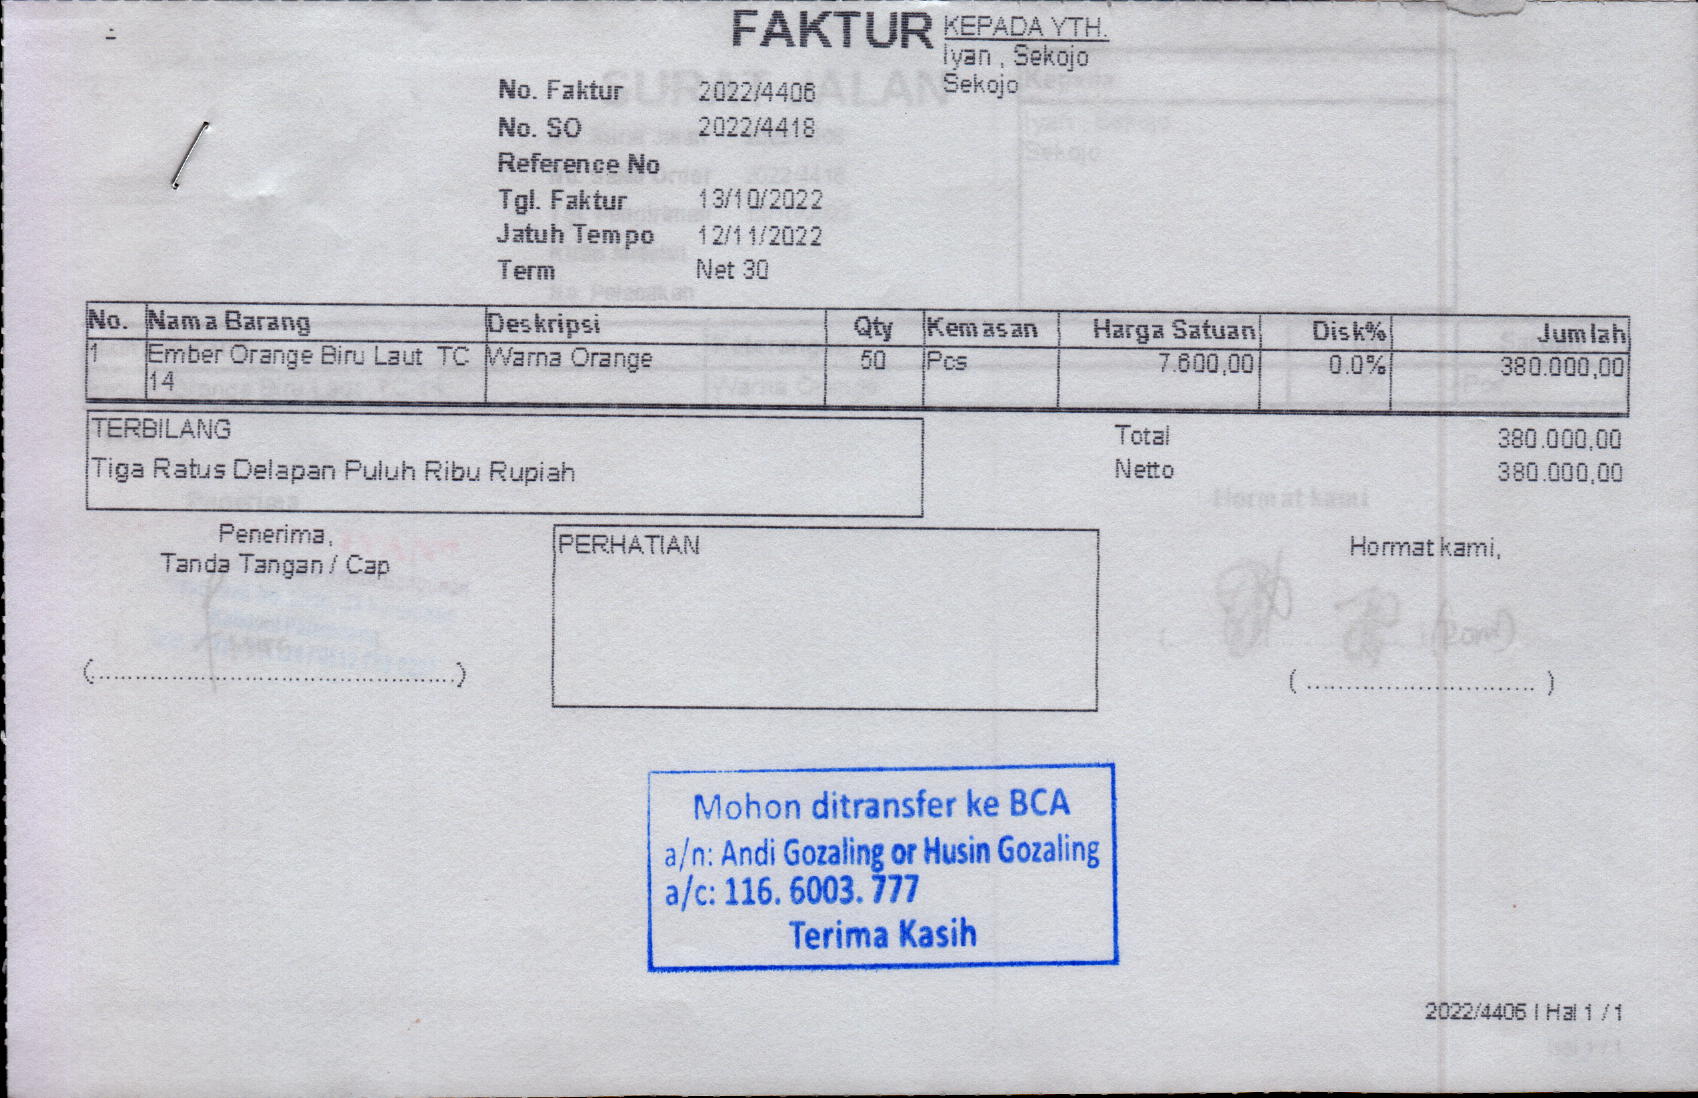 FAKTUR
KEPADA YTH.
Iyan , Sekojo
Sekojo
No. Faktur 2022/4406
No. SO 2022/4418
Reference No
Tgl. Faktur 13/10/2022
Jatuh Tempo 12/11/2022
Term Net 30
No. Nama Barang Deskripsi Qty Kemasan Harga Satuan Disk% Jumlah
1 Ember Orange Biru Laut TC 14 Warna Orange 50 Pcs 7.600,00 0.0% 380.000,00
TERBILANG
Tiga Ratus Delapan Puluh Ribu Rupiah
Total 380.000,00
Netto 380.000,00
Penerima,
Tanda Tangan / Cap
(..............................................)
PERHATIAN
Hormat kami,
( ............................. )
Mohon ditransfer ke BCA
a/n: Andi Gozaling or Husin Gozaling
a/c: 116. 6003. 777
Terima Kasih
2022/4406 | Hal 1 / 1